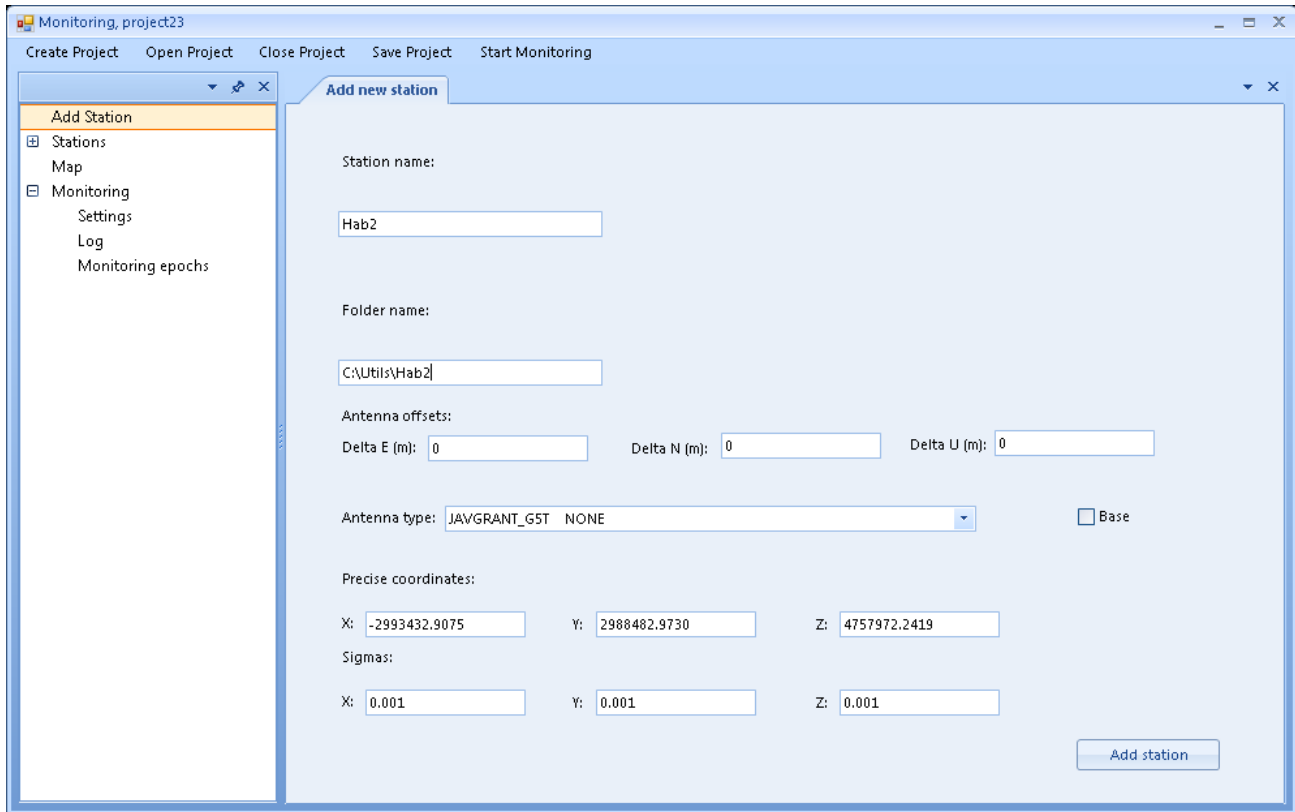 Monitoring, project23
Create Project Open Project Close Project Save Project Start Monitoring
Add Station
Stations
Map
Monitoring
Settings
Log
Monitoring epochs
Add new station
Station name:
Hab2
Folder name:
C:\Utils\Hab2
Antenna offsets:
Delta E (m): 0 Delta N (m): 0 Delta U (m): 0
Antenna type: JAVGRANT_G5T NONE Base
Precise coordinates:
X: -2993432.9075 Y: 2988482.9730 Z: 4757972.2419
Sigmas:
X: 0.001 Y: 0.001 Z: 0.001
Add station